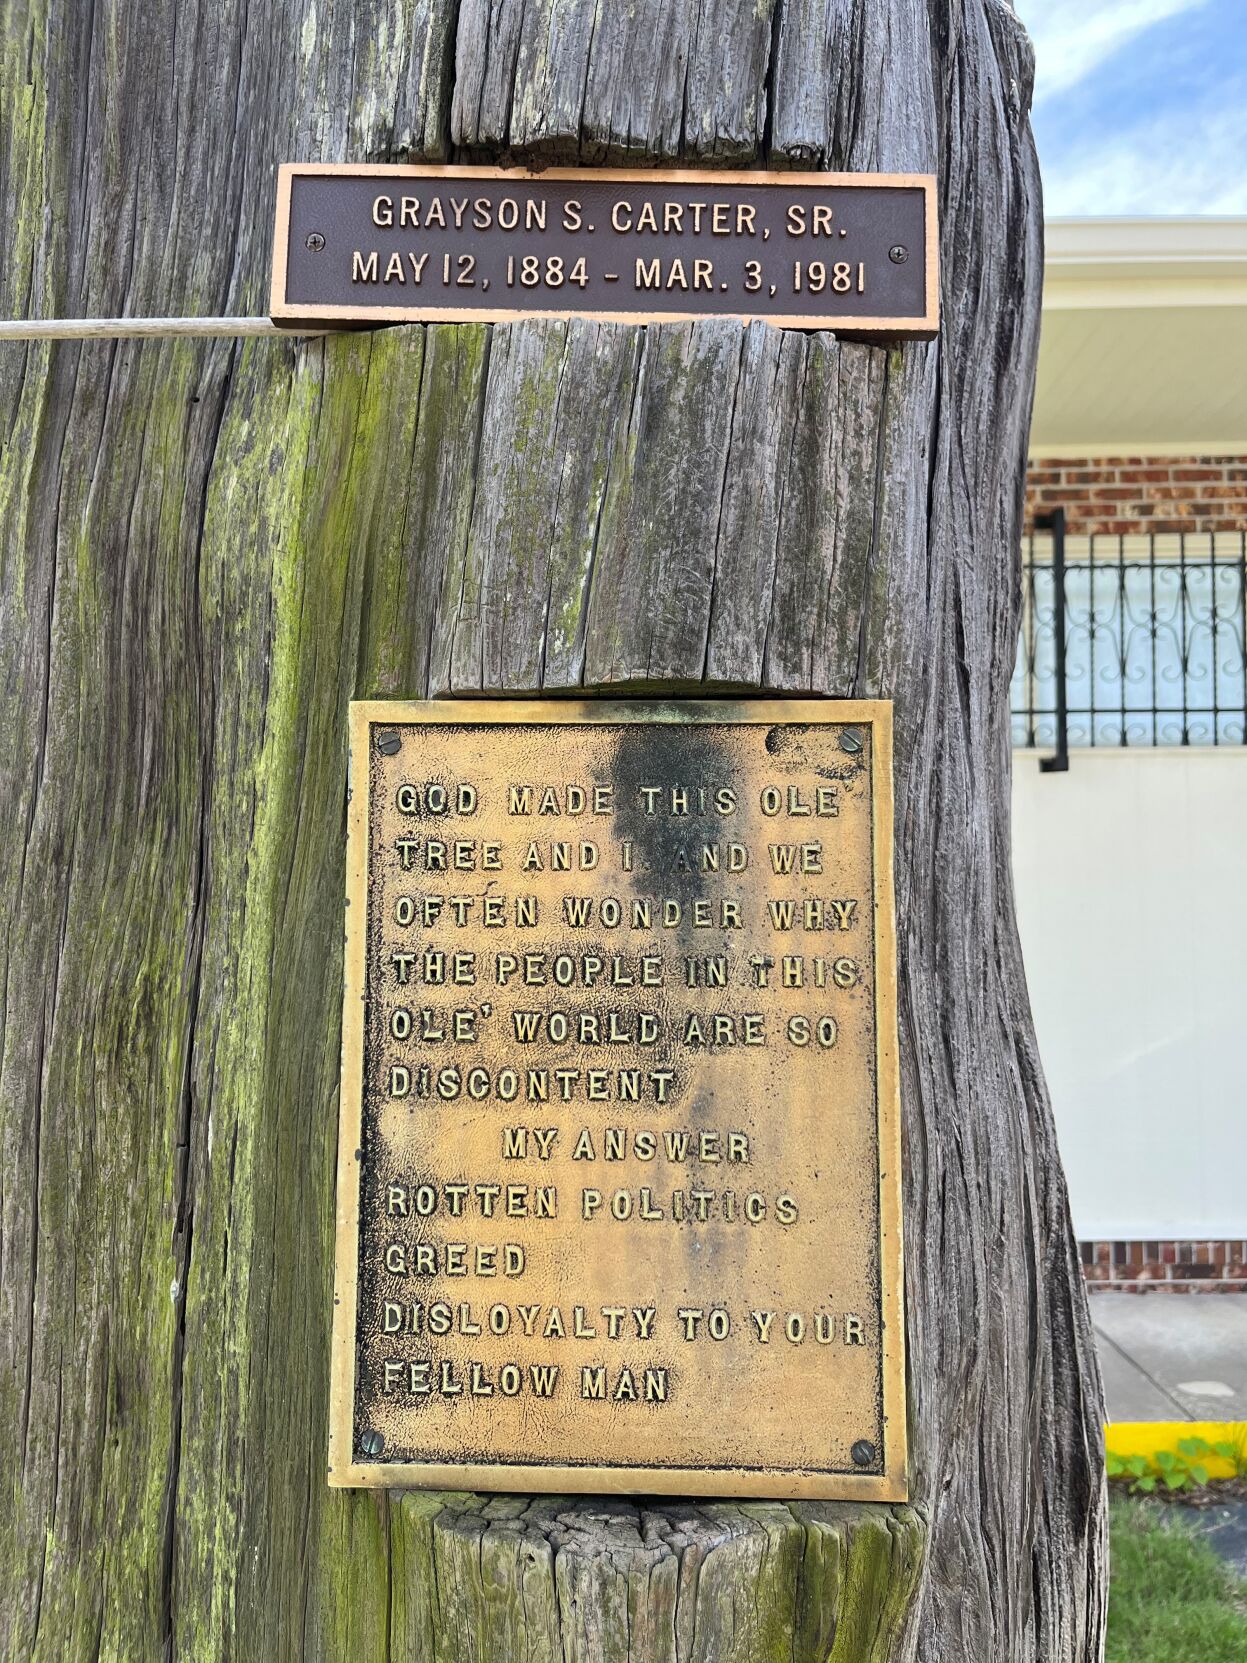 GRAYSON S. CARTER, SR.
MAY 12, 1884 - MAR. 3, 1981
GOD MADE THIS OLE'
TREE AND I. AND WE
OFTEN WONDER WHY
THE PEOPLE IN THIS
OLE' WORLD ARE SO
DISCONTENT
MY ANSWER
ROTTEN POLITICS
GREED
DISLOYALTY TO YOUR
FELLOW MAN